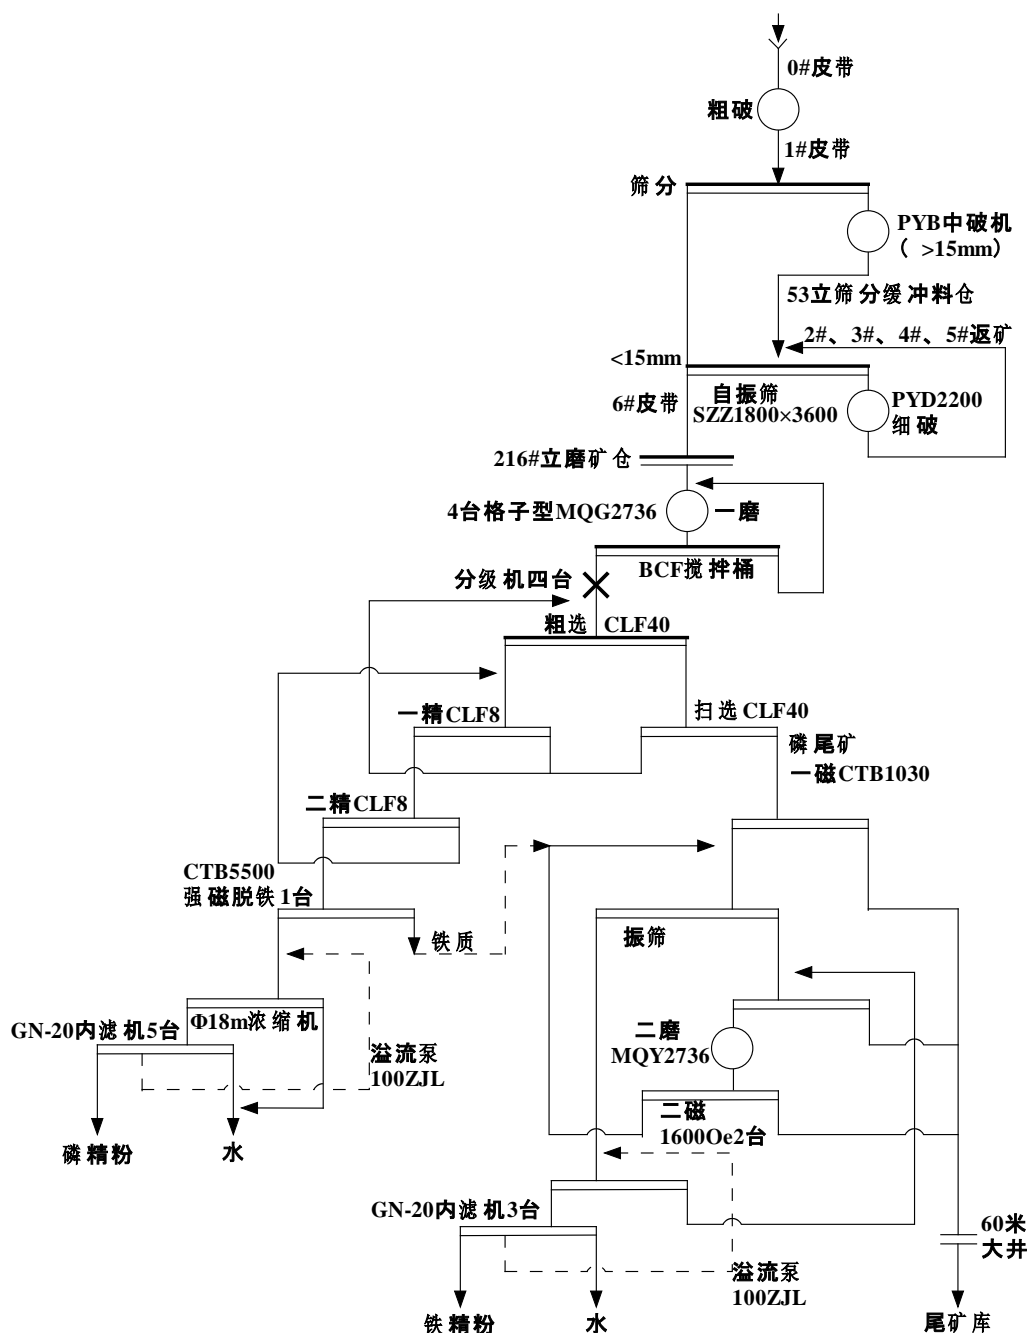 0#皮带
粗破
1#皮带
筛分
PYB中破机
（ >15mm）
53立筛分缓冲料仓
2#、3#、4#、5#返矿
<15mm
自振筛
SZZ1800×3600
6#皮带
PYD2200
细破
216#立磨矿仓
4台格子型MQG2736
一磨
BCF搅拌桶
分级机四台
粗选 CLF40
一精CLF8
扫选CLF40
磷尾矿
一磁CTB1030
二精CLF8
CTB5500
强磁脱铁1台
铁质
振筛
Φ18m浓缩机
GN-20内滤机5台
二磨
MQY2736
溢流泵
100ZJL
二磁
1600Oe2台
磷精粉
水
GN-20内滤机3台
60米
大井
溢流泵
100ZJL
铁精粉
水
尾矿库